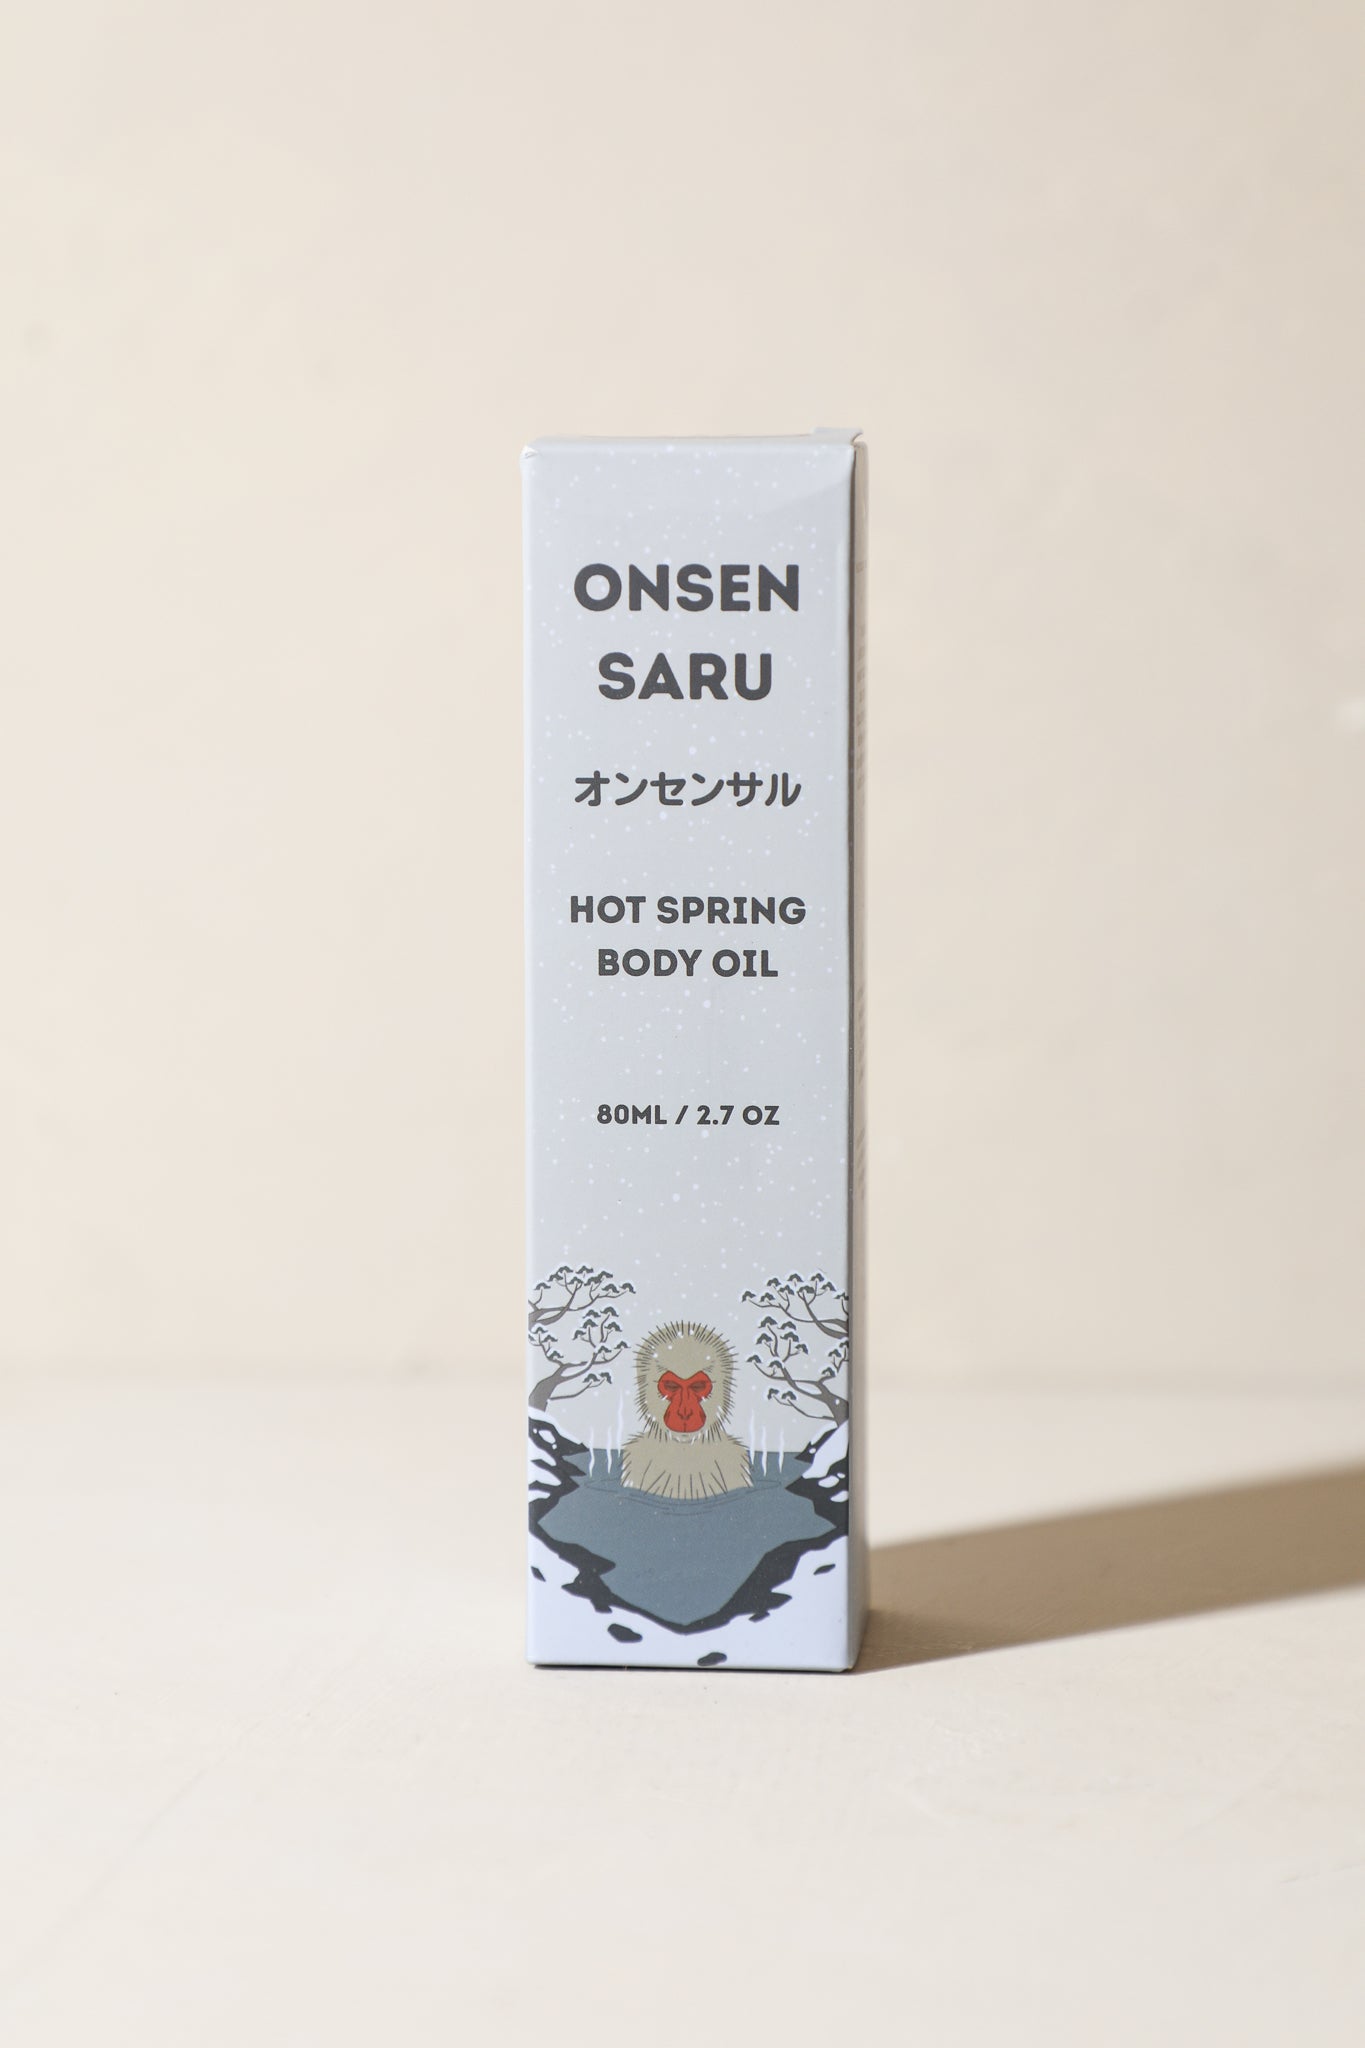 ONSEN
SARU
オンセンサル
HOT SPRING
BODY OIL
80ML / 2.7 OZ